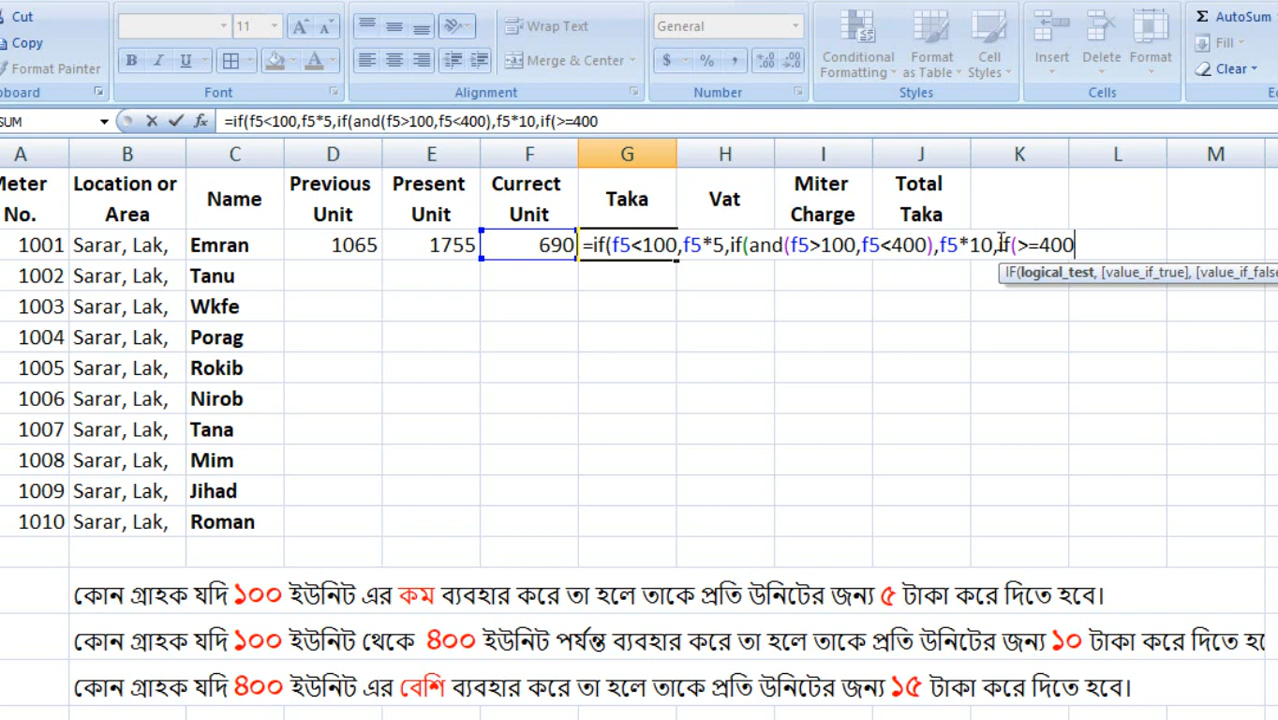 Cut
Copy
Format Painter
board
11
A A
B I U
Font
Wrap Text
Merge & Center
Alignment
General
$ % ,
Number
Conditional Formatting
Format as Table
Cell Styles
Styles
Insert
Delete
Format
Cells
Σ AutoSum
Fill
Clear
SUM
fx
=if(f5<100,f5*5,if(and(f5>100,f5<400),f5*10,if(>=400
A B C D E F G H I J K L M
Meter No. Location or Area Name Previous Unit Present Unit Currect Unit Taka Vat Miter Charge Total Taka
1001 Sarar, Lak, Emran 1065 1755 690 =if(f5<100,f5*5,if(and(f5>100,f5<400),f5*10,if(>=400
IF(logical_test, [value_if_true], [value_if_false
1002 Sarar, Lak, Tanu
1003 Sarar, Lak, Wkfe
1004 Sarar, Lak, Porag
1005 Sarar, Lak, Rokib
1006 Sarar, Lak, Nirob
1007 Sarar, Lak, Tana
1008 Sarar, Lak, Mim
1009 Sarar, Lak, Jihad
1010 Sarar, Lak, Roman
কোন গ্রাহক যদি ১০০ ইউনিট এর কম ব্যবহার করে তা হলে তাকে প্রতি উনিটের জন্য ৫ টাকা করে দিতে হবে।
কোন গ্রাহক যদি ১০০ ইউনিট থেকে ৪০০ ইউনিট পর্যন্ত ব্যবহার করে তা হলে তাকে প্রতি উনিটের জন্য ১০ টাকা করে দিতে হ
কোন গ্রাহক যদি ৪০০ ইউনিট এর বেশি ব্যবহার করে তা হলে তাকে প্রতি উনিটের জন্য ১৫ টাকা করে দিতে হবে।